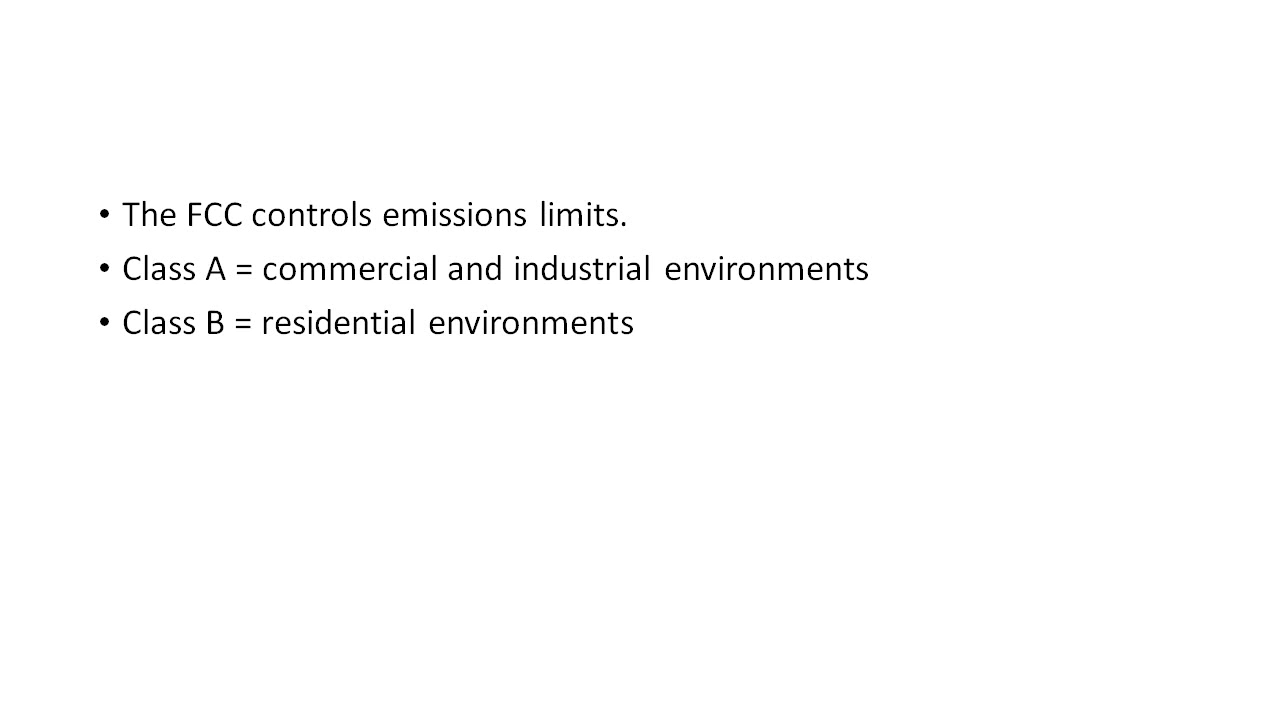 • The FCC controls emissions limits.
• Class A = commercial and industrial environments
• Class B = residential environments